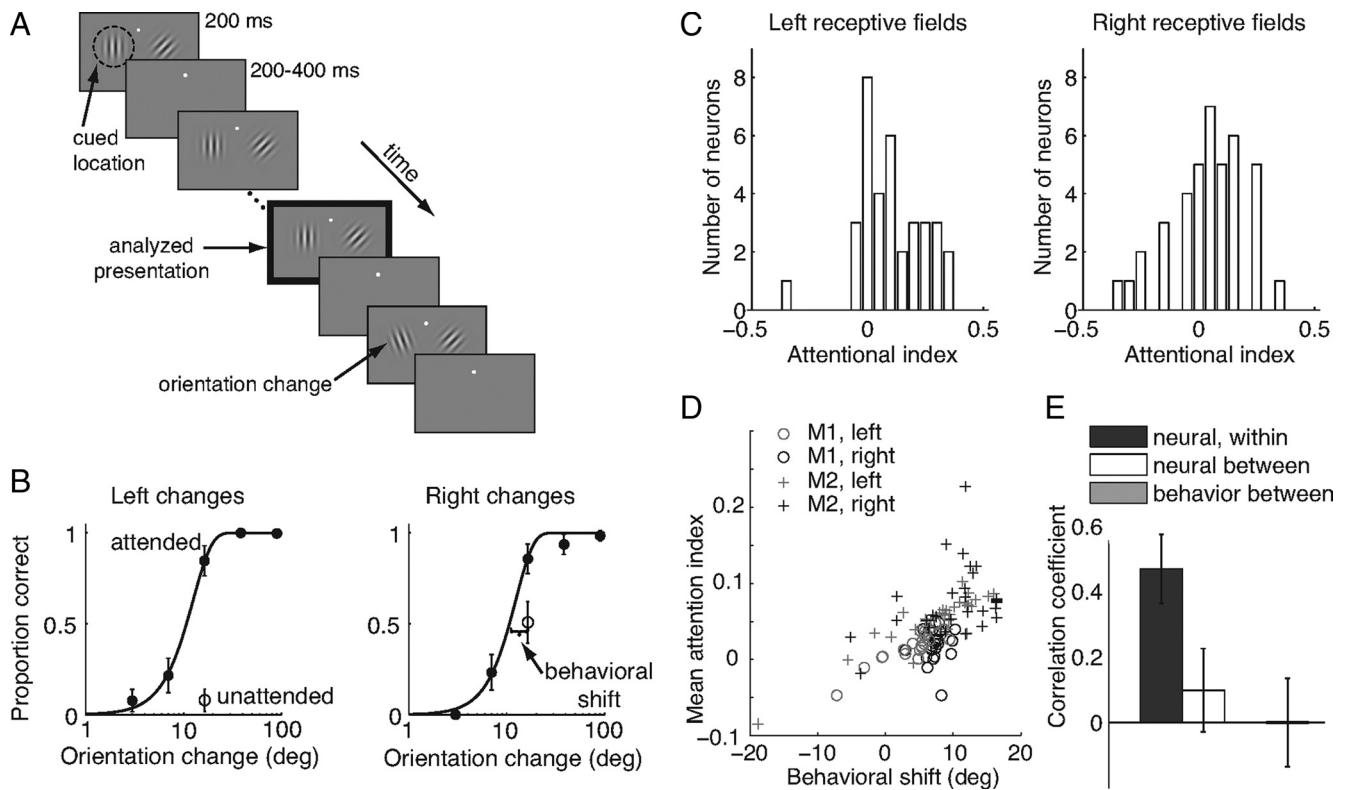 A
200 ms
200-400 ms
cued
location
time
analyzed
presentation
orientation change
B
Left changes
Right changes
Proportion correct
1
0.5
0
attended
unattended
behavioral
shift
1
10
100
1
0
10
100
1
0.5
0
Orientation change (deg)
Orientation change (deg)
C
Left receptive fields
Right receptive fields
Number of neurons
8
6
4
2
0
−0.5
0
0.5
Attentional index
Number of neurons
8
6
4
2
0
−0.5
0
0.5
Attentional index
D
M1, left
M1, right
M2, left
M2, right
Mean attention index
0.2
0.1
0
−0.1
−20
−10
0
10
20
Behavioral shift (deg)
E
neural, within
neural between
behavior between
Correlation coefficient
0.6
0.4
0.2
0